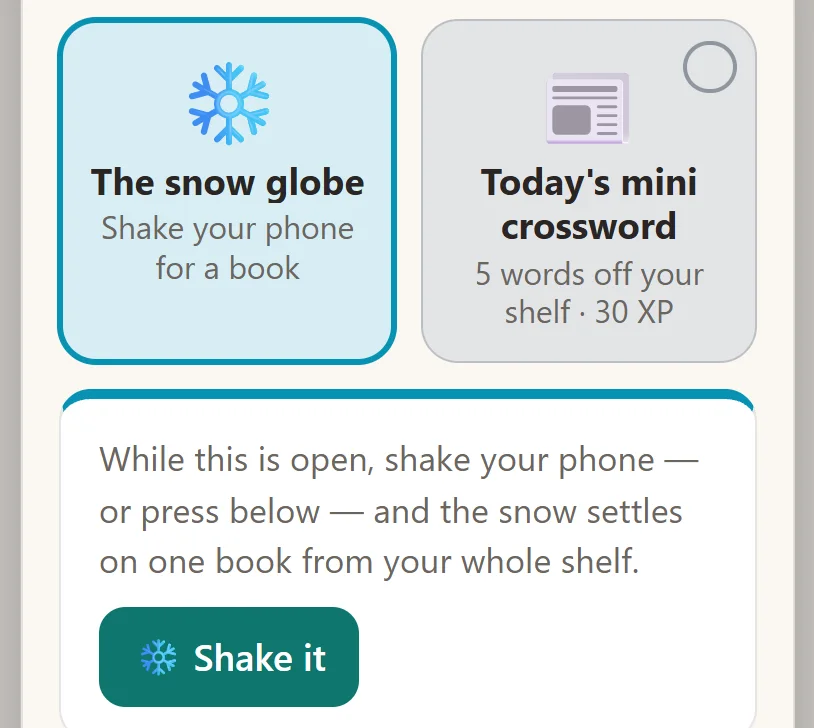 The snow globe
Shake your phone
for a book
Today's mini
crossword
5 words off your
shelf · 30 XP
While this is open, shake your phone —
or press below — and the snow settles
on one book from your whole shelf.
Shake it